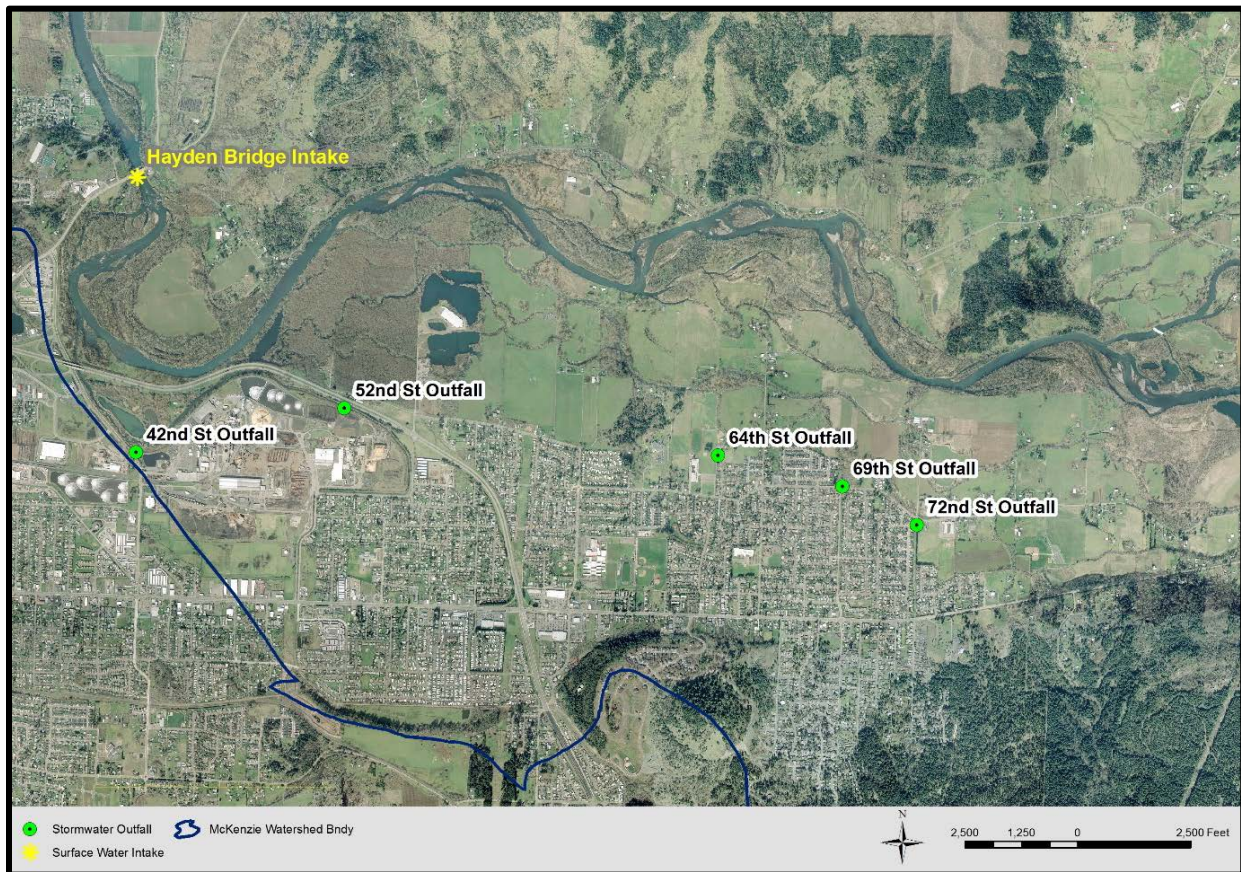 Hayden Bridge Intake
52nd St Outfall
42nd St Outfall
64th St Outfall
69th St Outfall
72nd St Outfall
Stormwater Outfall
McKenzie Watershed Bndy
Surface Water Intake
N
2,500 1,250 0 2,500 Feet